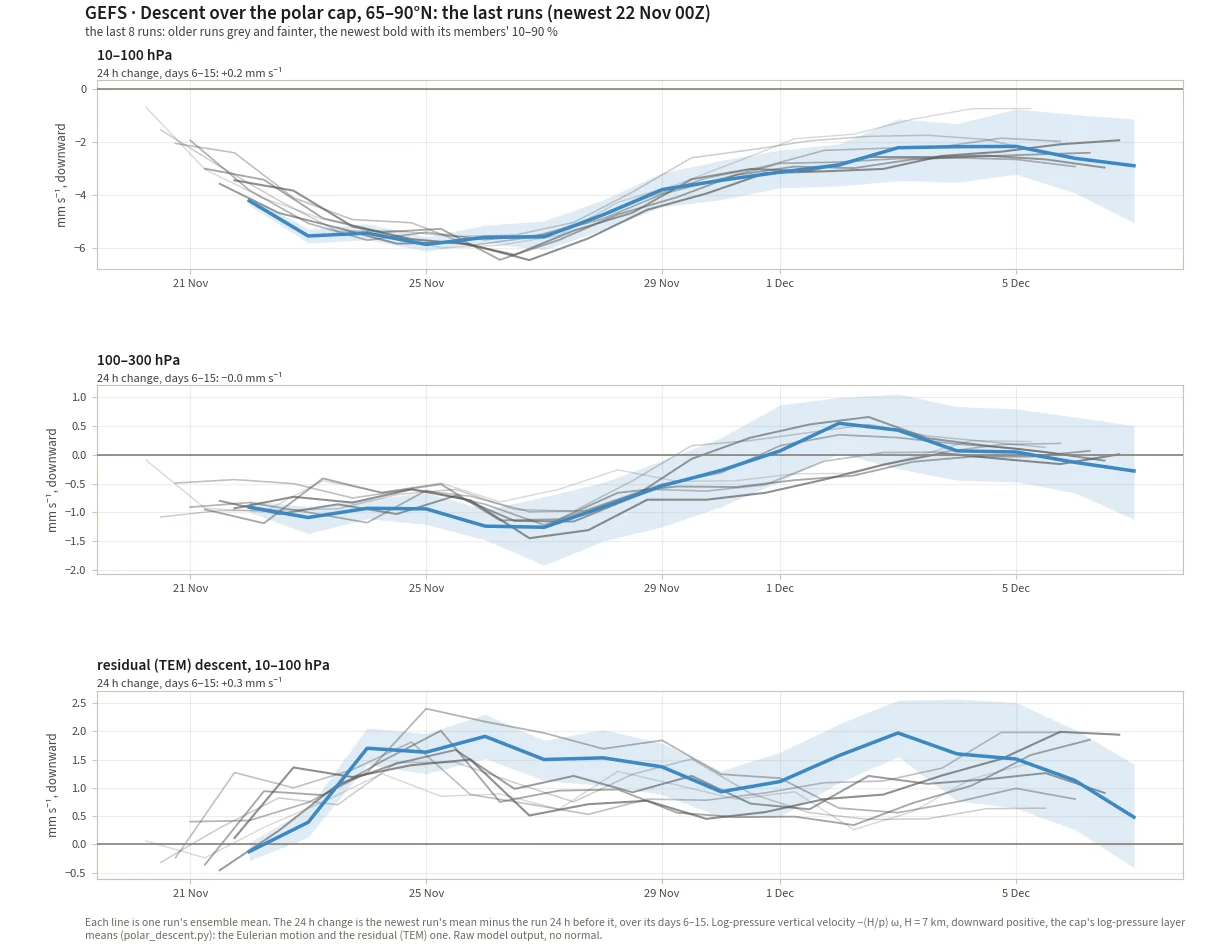 GEFS · Descent over the polar cap, 65–90°N: the last runs (newest 22 Nov 00Z)
the last 8 runs: older runs grey and fainter, the newest bold with its members' 10–90 %
10–100 hPa
24 h change, days 6–15: +0.2 mm s⁻¹
mm s⁻¹, downward
0
−2
−4
−6
21 Nov
25 Nov
29 Nov
1 Dec
5 Dec
100–300 hPa
24 h change, days 6–15: −0.0 mm s⁻¹
mm s⁻¹, downward
1.0
0.5
0.0
−0.5
−1.0
−1.5
−2.0
21 Nov
25 Nov
29 Nov
1 Dec
5 Dec
residual (TEM) descent, 10–100 hPa
24 h change, days 6–15: +0.3 mm s⁻¹
mm s⁻¹, downward
2.5
2.0
1.5
1.0
0.5
0.0
−0.5
21 Nov
25 Nov
29 Nov
1 Dec
5 Dec
Each line is one run's ensemble mean. The 24 h change is the newest run's mean minus the run 24 h before it, over its days 6–15. Log-pressure vertical velocity −(H/p) ω, H = 7 km, downward positive, the cap's log-pressure layer
means (polar_descent.py): the Eulerian motion and the residual (TEM) one. Raw model output, no normal.